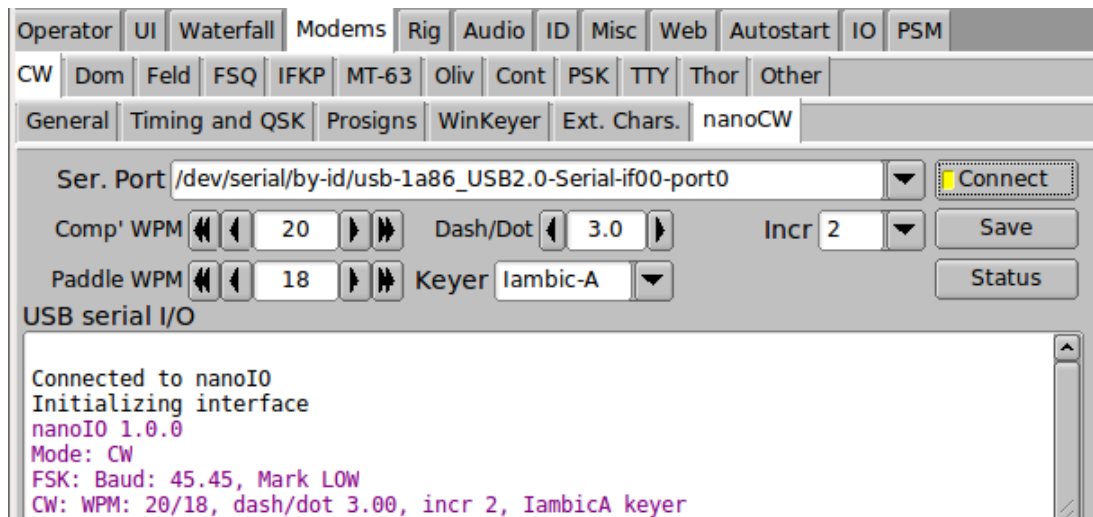 Operator UI Waterfall Modems Rig Audio ID Misc Web Autostart IO PSM
CW Dom Feld FSQ IFKP MT-63 Oliv Cont PSK TTY Thor Other
General Timing and QSK Prosigns WinKeyer Ext. Chars. nanoCW
Ser. Port /dev/serial/by-id/usb-1a86_USB2.0-Serial-if00-port0 Connect
Comp' WPM 20 Dash/Dot 3.0 Incr 2 Save
Paddle WPM 18 Keyer Iambic-A Status
USB serial I/O
Connected to nanoIO
Initializing interface
nanoIO 1.0.0
Mode: CW
FSK: Baud: 45.45, Mark LOW
CW: WPM: 20/18, dash/dot 3.00, incr 2, IambicA keyer